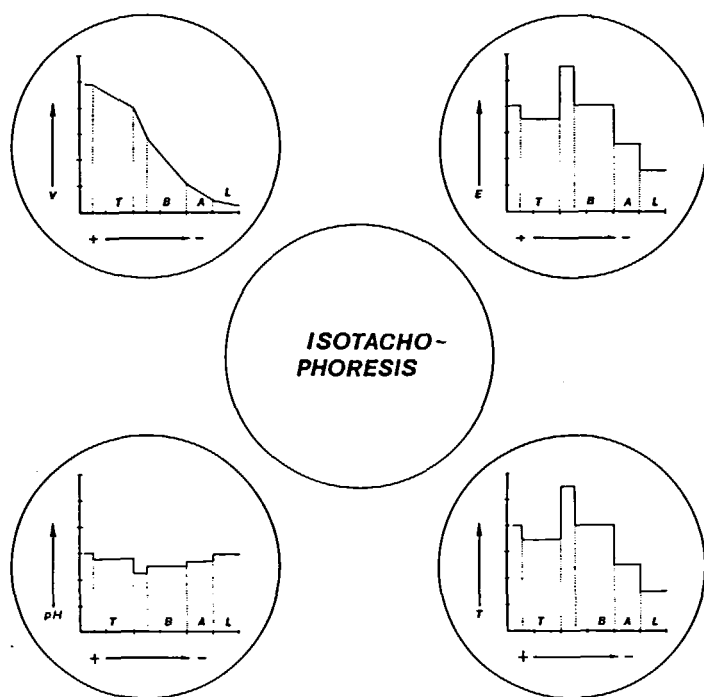 V
T B A L
+ -
E
T B A L
+ -
ISOTACHO-
PHORESIS
pH
T B A L
+ -
T
T B A L
+ -